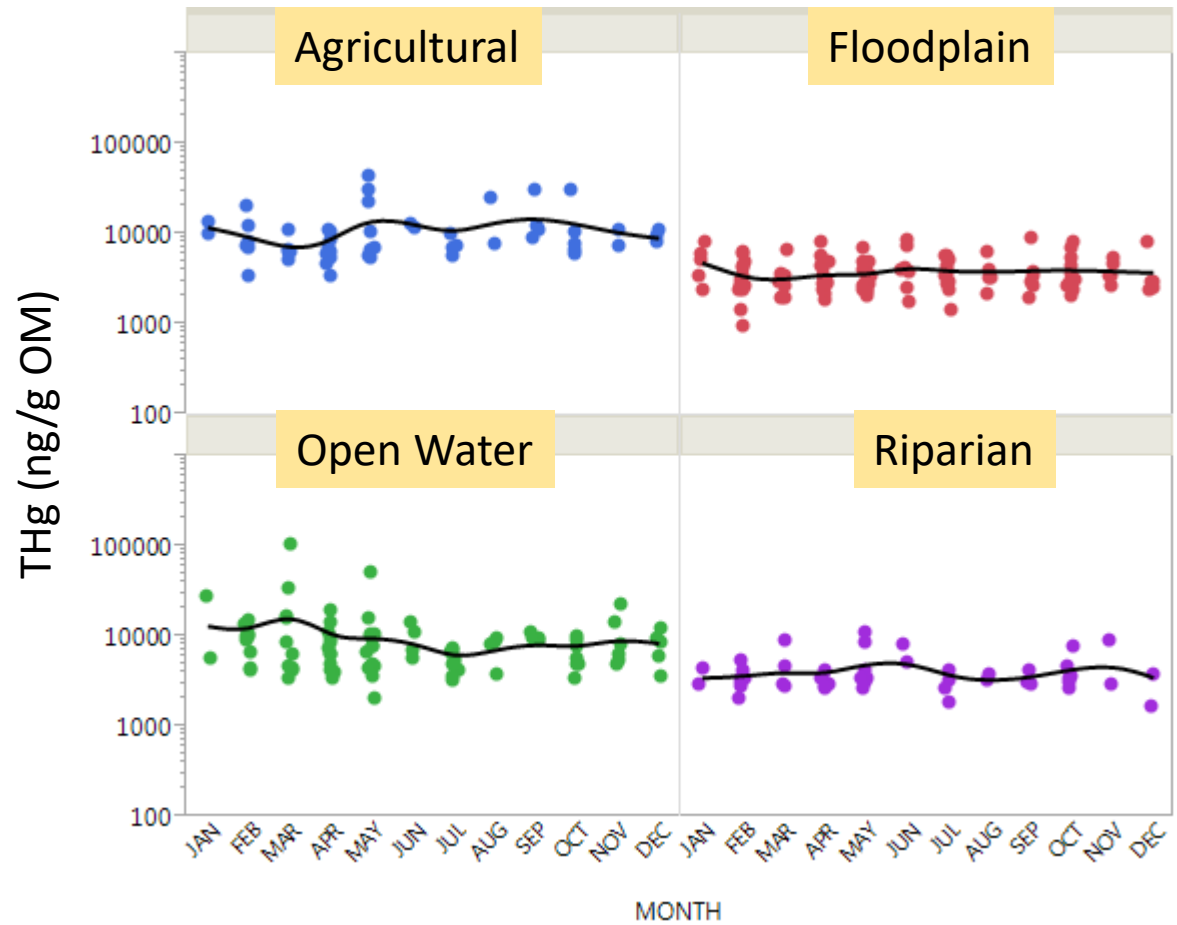 Agricultural
Floodplain
THg (ng/g OM)
100000
10000
1000
100
Open Water
Riparian
100000
10000
1000
100
JAN FEB MAR APR MAY JUN JUL AUG SEP OCT NOV DEC
JAN FEB MAR APR MAY JUN JUL AUG SEP OCT NOV DEC
MONTH